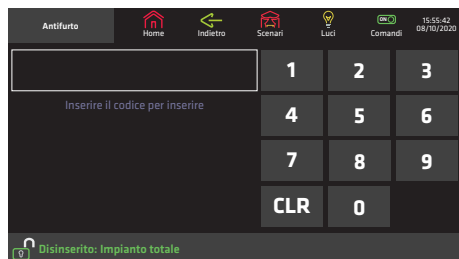 Antifurto
Home
Indietro
Scenari
Luci
ON
Comandi
15:55:42
08/10/2020
Inserire il codice per inserire
1 2 3
4 5 6
7 8 9
CLR 0
Disinserito: Impianto totale